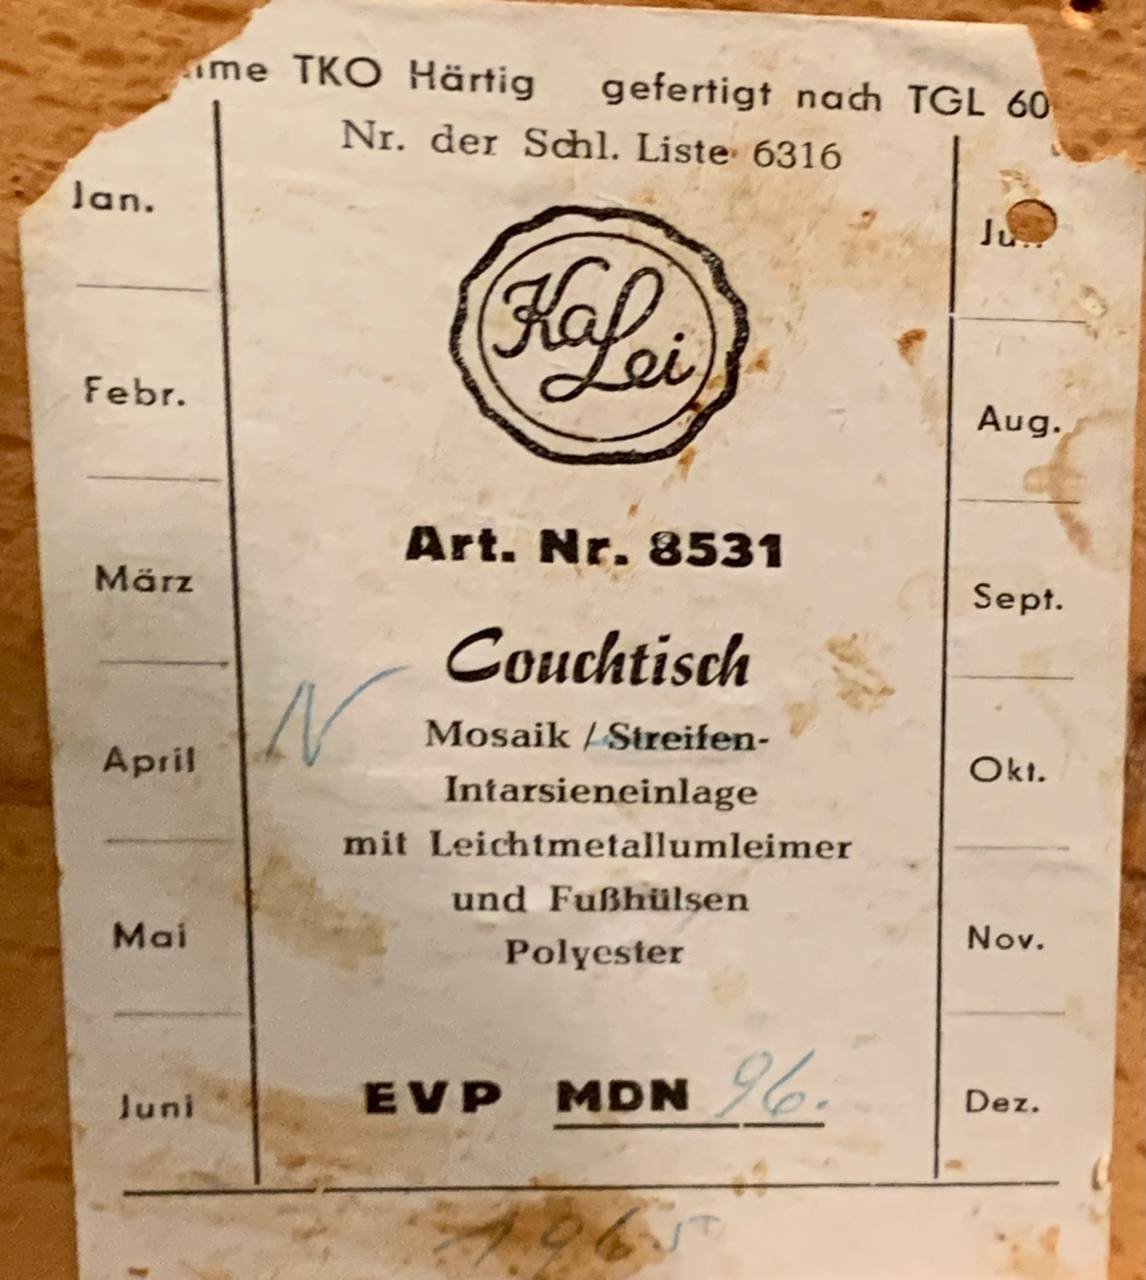 TKO Härtig gefertigt nach TGL 60
Nr. der Schl. Liste 6316
Jan.
Febr.
März
April
Mai
Juni
KaLei
Art. Nr. 8531
Couchtisch
N
Mosaik / Streifen-
Intarsieneinlage
mit Leichtmetallumleimer
und Fußhülsen
Polyester
EVP MDN 96.
Aug.
Sept.
Okt.
Nov.
Dez.
1965